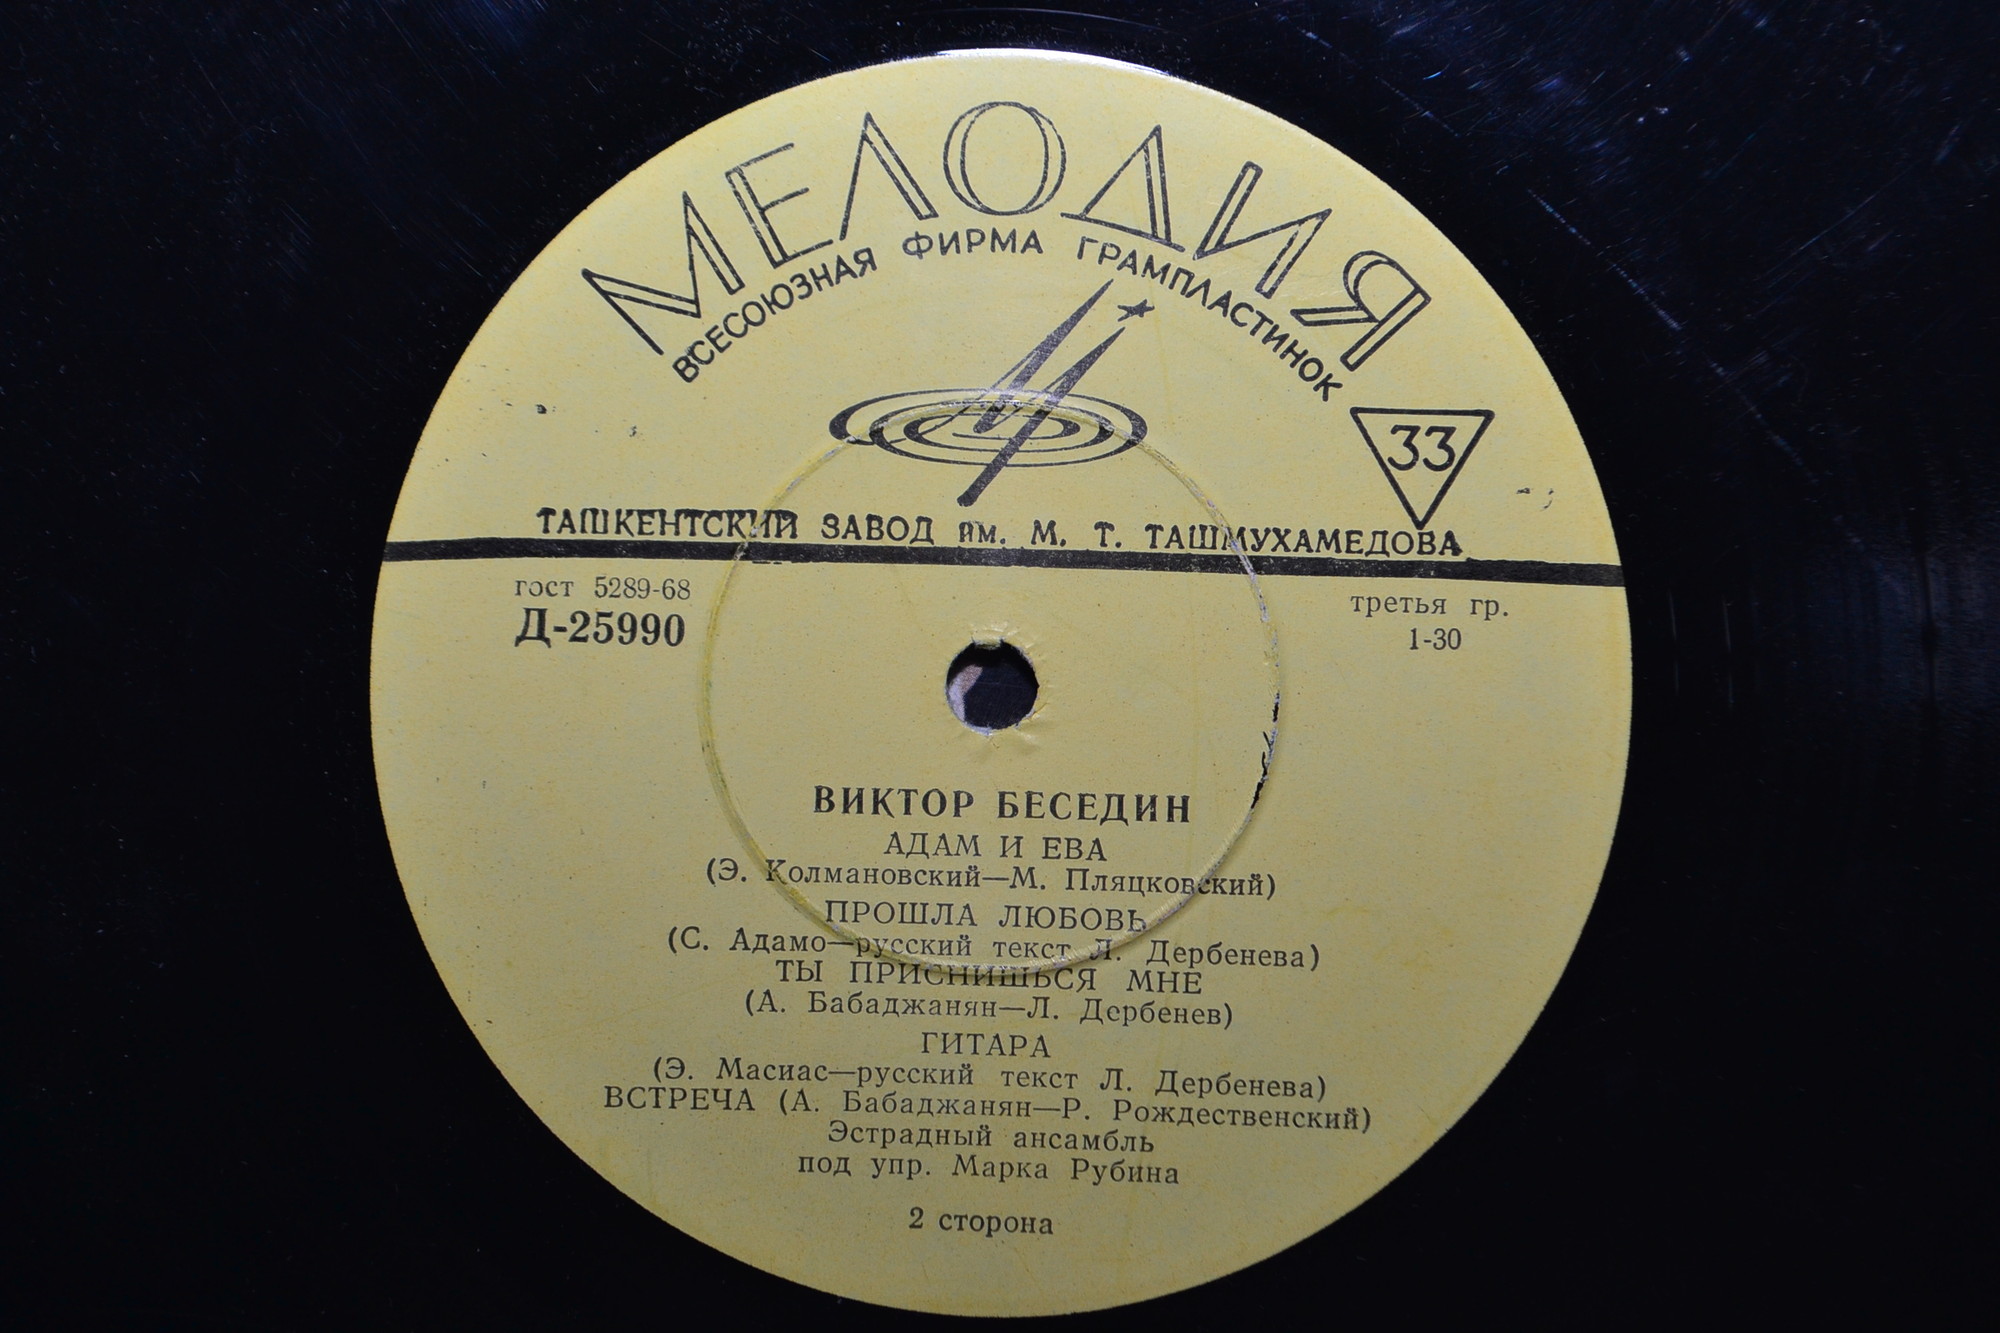 МЕЛОДИЯ
ВСЕСОЮЗНАЯ ФИРМА ГРАМПЛАСТИНОК
33
ТАШКЕНТСКИЙ ЗАВОД им. М. Т. ТАШМУХАМЕДОВА
гост 5289-68
третья гр.
Д-25990
1-30
ВИКТОР БЕСЕДИН
АДАМ И ЕВА
(Э. Колмановский—М. Пляцковский)
ПРОШЛА ЛЮБОВЬ
(С. Адамо—русский текст Л. Дербенева)
ТЫ ПРИСНИШЬСЯ МНЕ
(А. Бабаджанян—Л. Дербенев)
ГИТАРА
(Э. Масиас—русский текст Л. Дербенева)
ВСТРЕЧА (А. Бабаджанян—Р. Рождественский)
Эстрадный ансамбль
под упр. Марка Рубина
2 сторона